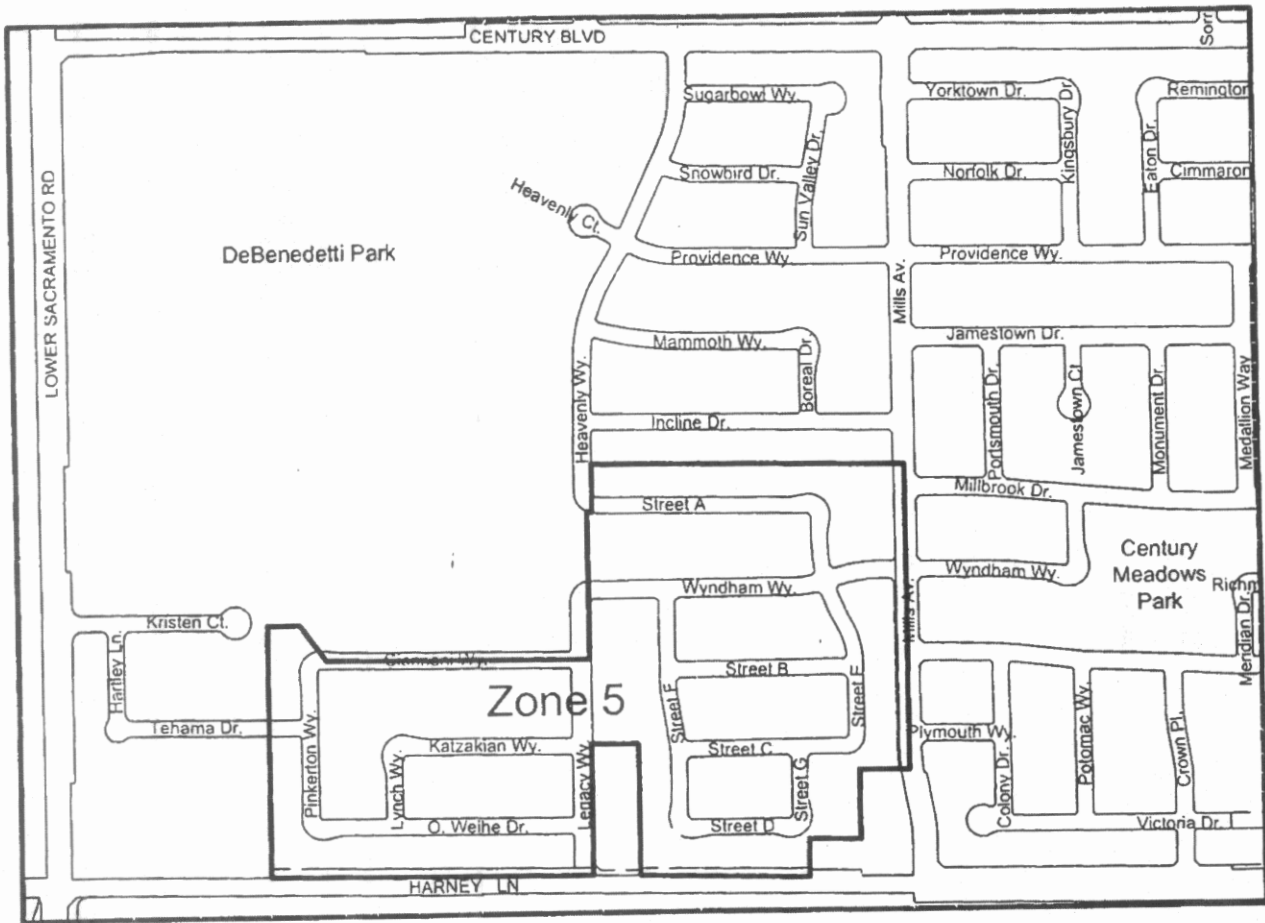 CENTURY BLVD
Sugarbowl Wy.
Yorktown Dr.
Remington
Kingsbury Dr.
Eaton Dr.
Sun Valley Dr.
Snowbird Dr.
Norfolk Dr.
Cimmaron
LOWER SACRAMENTO RD
Heavenly Ct.
DeBenedetti Park
Providence Wy.
Providence Wy.
Mills Av.
Mammoth Wy.
Boreal Dr.
Jamestown Dr.
Heavenly Wy.
Portsmouth Dr.
Jamestown Ct
Monument Dr.
Medallion Way
Incline Dr.
Street A
Millbrook Dr.
Wyndham Wy.
Wyndham Wy.
Century
Meadows
Park
Mills Av.
Meridian Dr.
Kristen Ct.
Hartley Ln.
Street B
Street E
Zone 5
Street F
Tehama Dr.
Pinkerton Wy.
Katzakian Wy.
Lynch Wy.
Legacy Wy.
Street C
Street G
Plymouth Wy.
Colony Dr.
Potomac Wy.
Crown Pl.
O. Weihe Dr.
Street D
Victoria Dr.
HARNEY LN